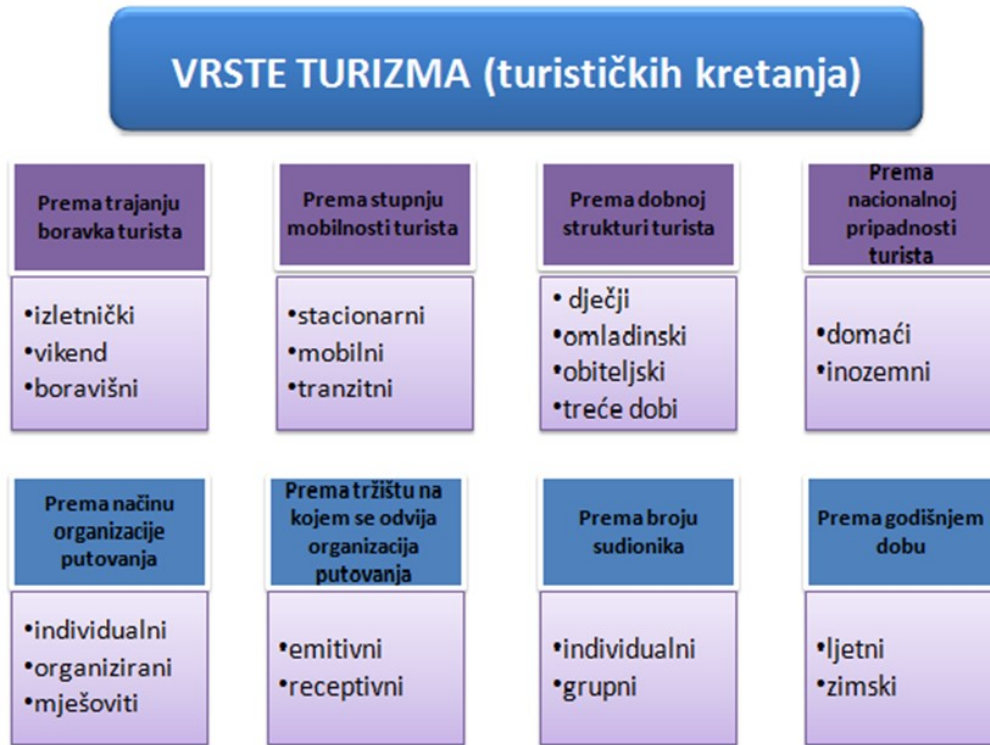 VRSTE TURIZMA (turističkih kretanja)
Prema trajanju
boravka turista
•izletnički
•vikend
•boravišni
Prema stupnju
mobilnosti turista
•stacionarni
•mobilni
•tranzitni
Prema dobnoj
strukturi turista
• dječji
•omladinski
•obiteljski
•treće dobi
Prema
nacionalnoj
pripadnosti
turista
•domaći
•inozemni
Prema načinu
organizacije
putovanja
•individualni
•organizirani
•mješoviti
Prema tržištu na
kojem se odvija
organizacija
putovanja
•emitivni
•receptivni
Prema broju
sudionika
•individualni
•grupni
Prema godišnjem
dobu
•ljetni
•zimski